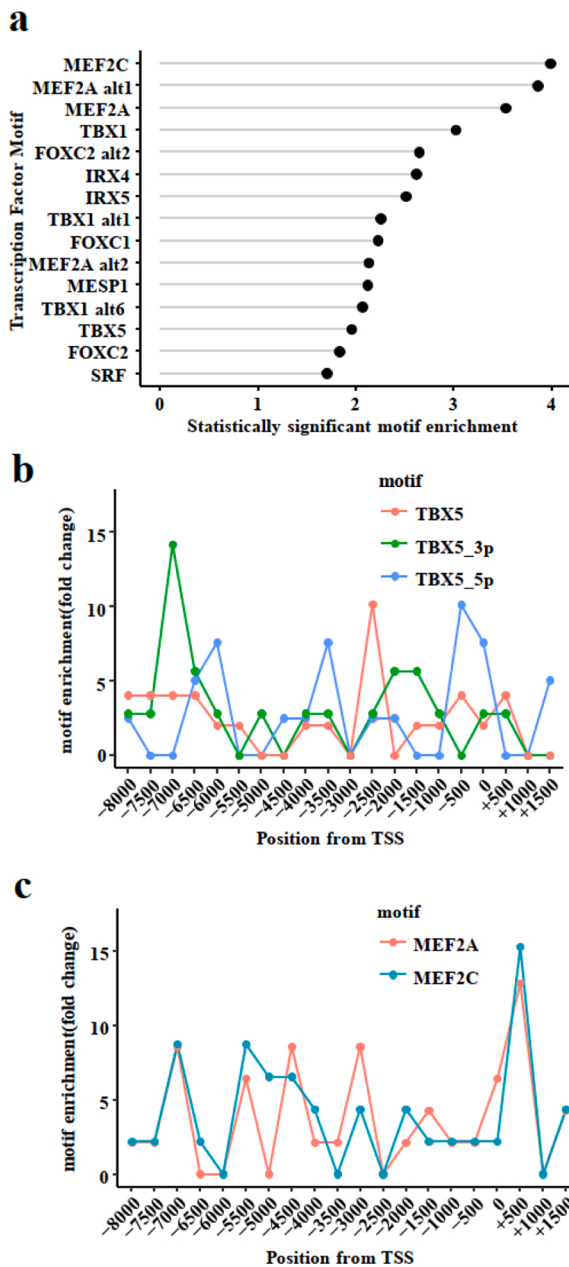 a
Transcription Factor Motif
MEF2C
MEF2A alt1
MEF2A
TBX1
FOXC2 alt2
IRX4
IRX5
TBX1 alt1
FOXC1
MEF2A alt2
MESP1
TBX1 alt6
TBX5
FOXC2
SRF
0 1 2 3 4
Statistically significant motif enrichment
b
motif
TBX5
TBX5_3p
TBX5_5p
motif enrichment(fold change)
15
10
5
0
−8000 −7500 −7000 −6500 −6000 −5500 −5000 −4500 −4000 −3500 −3000 −2500 −2000 −1500 −1000 −500 0 +500 +1000 +1500
Position from TSS
c
motif
MEF2A
MEF2C
motif enrichment(fold change)
15
10
5
0
−8000 −7500 −7000 −6500 −6000 −5500 −5000 −4500 −4000 −3500 −3000 −2500 −2000 −1500 −1000 −500 0 +500 +1000 +1500
Position from TSS